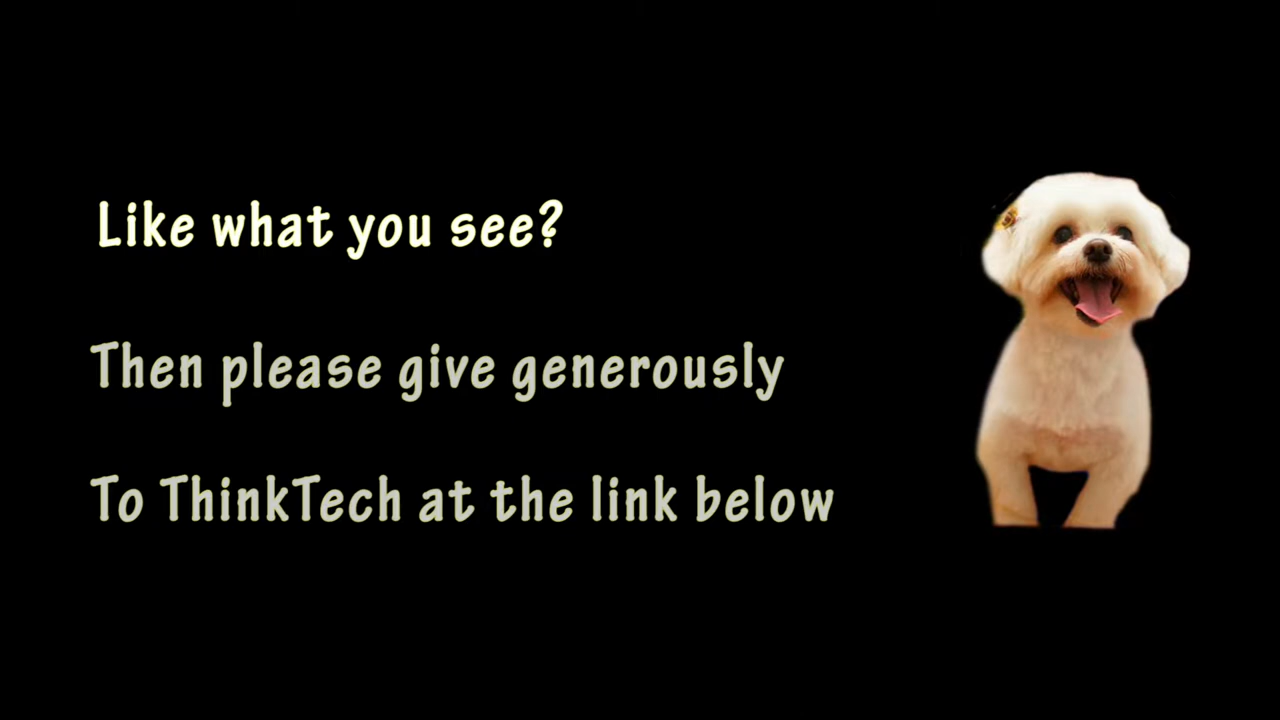 Like what you see?
Then please give generously
To ThinkTech at the link below